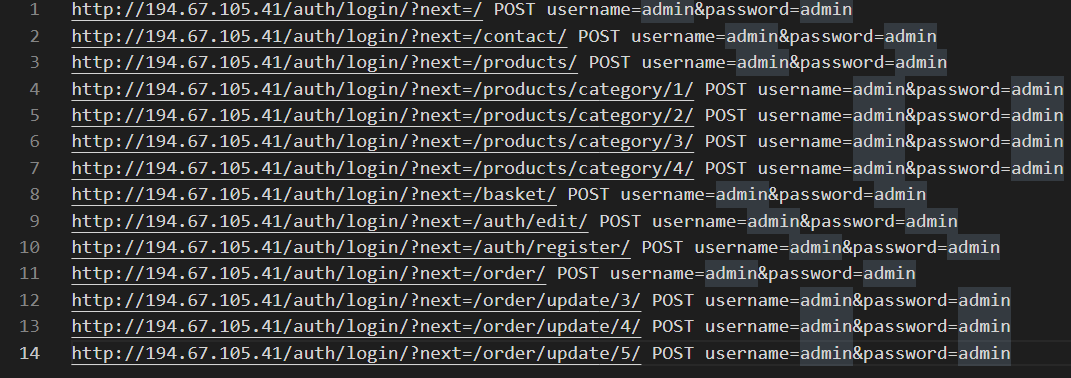 1 http://194.67.105.41/auth/login/?next=/ POST username=admin&password=admin
2 http://194.67.105.41/auth/login/?next=/contact/ POST username=admin&password=admin
3 http://194.67.105.41/auth/login/?next=/products/ POST username=admin&password=admin
4 http://194.67.105.41/auth/login/?next=/products/category/1/ POST username=admin&password=admin
5 http://194.67.105.41/auth/login/?next=/products/category/2/ POST username=admin&password=admin
6 http://194.67.105.41/auth/login/?next=/products/category/3/ POST username=admin&password=admin
7 http://194.67.105.41/auth/login/?next=/products/category/4/ POST username=admin&password=admin
8 http://194.67.105.41/auth/login/?next=/basket/ POST username=admin&password=admin
9 http://194.67.105.41/auth/login/?next=/auth/edit/ POST username=admin&password=admin
10 http://194.67.105.41/auth/login/?next=/auth/register/ POST username=admin&password=admin
11 http://194.67.105.41/auth/login/?next=/order/ POST username=admin&password=admin
12 http://194.67.105.41/auth/login/?next=/order/update/3/ POST username=admin&password=admin
13 http://194.67.105.41/auth/login/?next=/order/update/4/ POST username=admin&password=admin
14 http://194.67.105.41/auth/login/?next=/order/update/5/ POST username=admin&password=admin